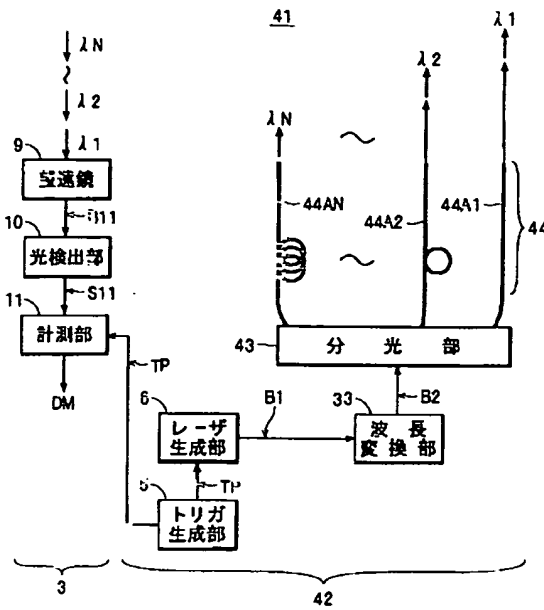 41
λN
λ2
λ1
λ1
λ2
λN
9
望遠鏡
B11
44AN
44A2
44A1
44
10
光検出部
S11
11
計測部
43
分光部
TP
DM
6
レーザ
生成部
B1
33
波長
変換部
B2
TP
5
トリガ
生成部
3
42